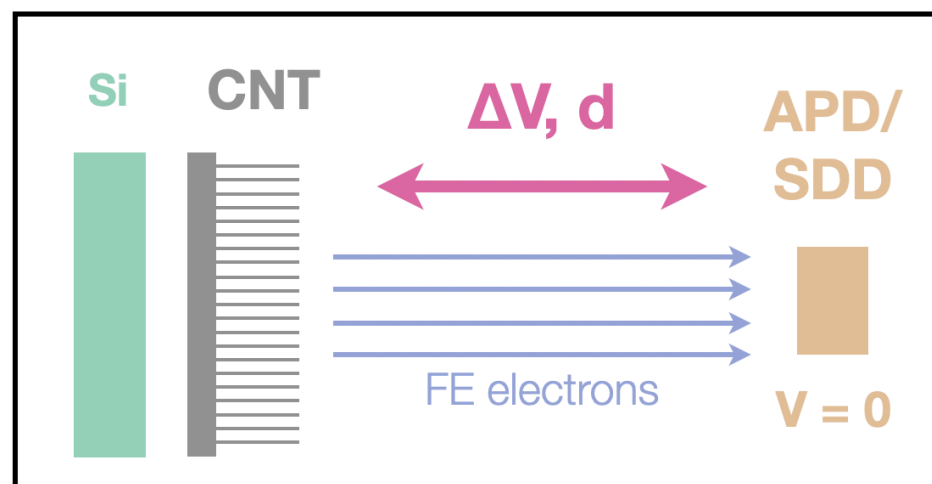 Si
CNT
ΔV, d
APD/
SDD
FE electrons
V = 0